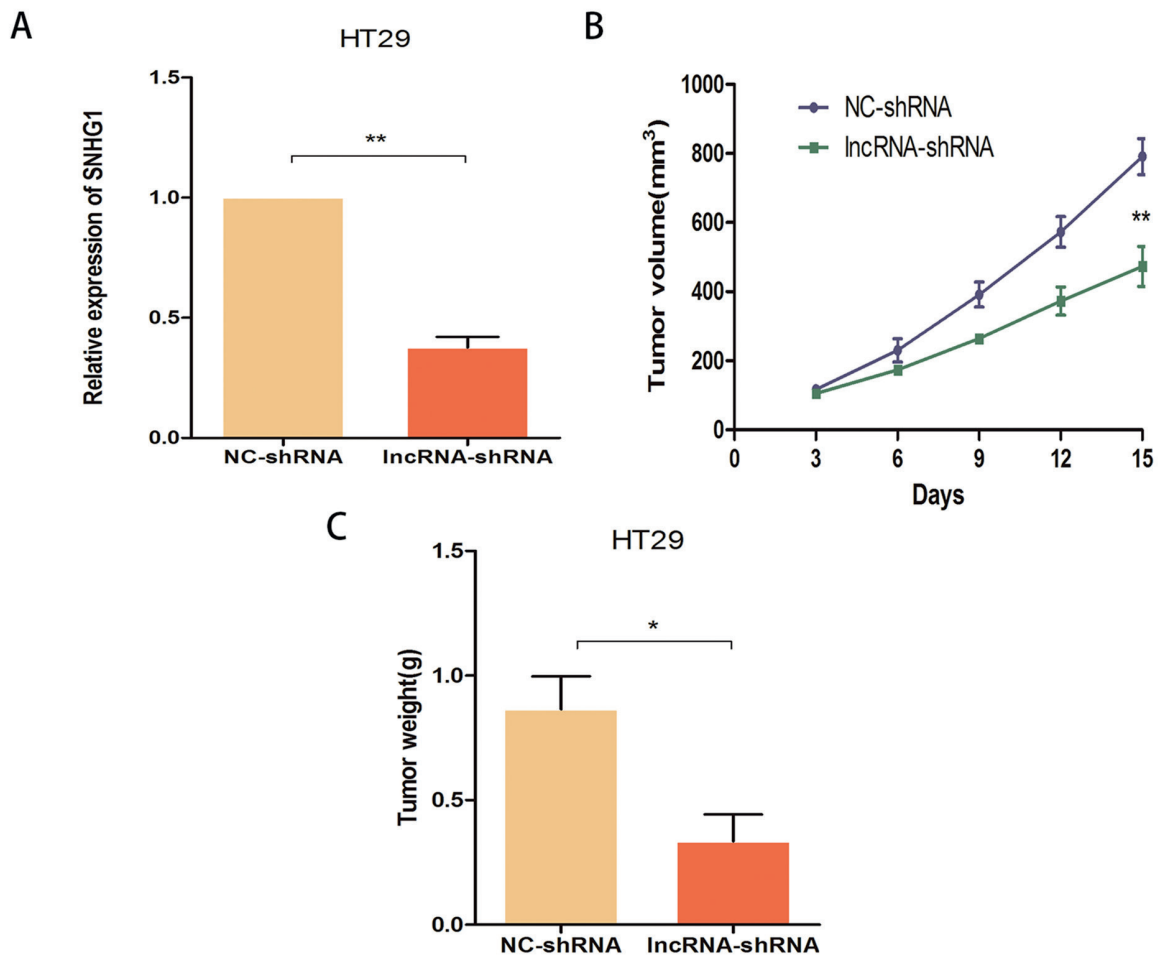 A
HT29
Relative expression of SNHG1
1.5
1.0
0.5
0.0
**
NC-shRNA
lncRNA-shRNA
B
Tumor volume(mm³)
1000
800
600
400
200
0
NC-shRNA
lncRNA-shRNA
**
0 3 6 9 12 15
Days
C
HT29
Tumor weight(g)
1.5
1.0
0.5
0.0
*
NC-shRNA
lncRNA-shRNA